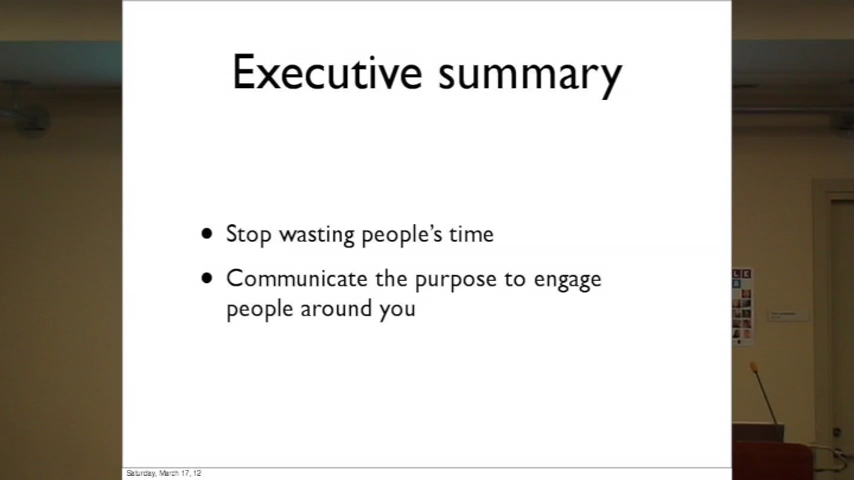 Executive summary
• Stop wasting people's time
• Communicate the purpose to engage
people around you
Saturday, March 17, 12